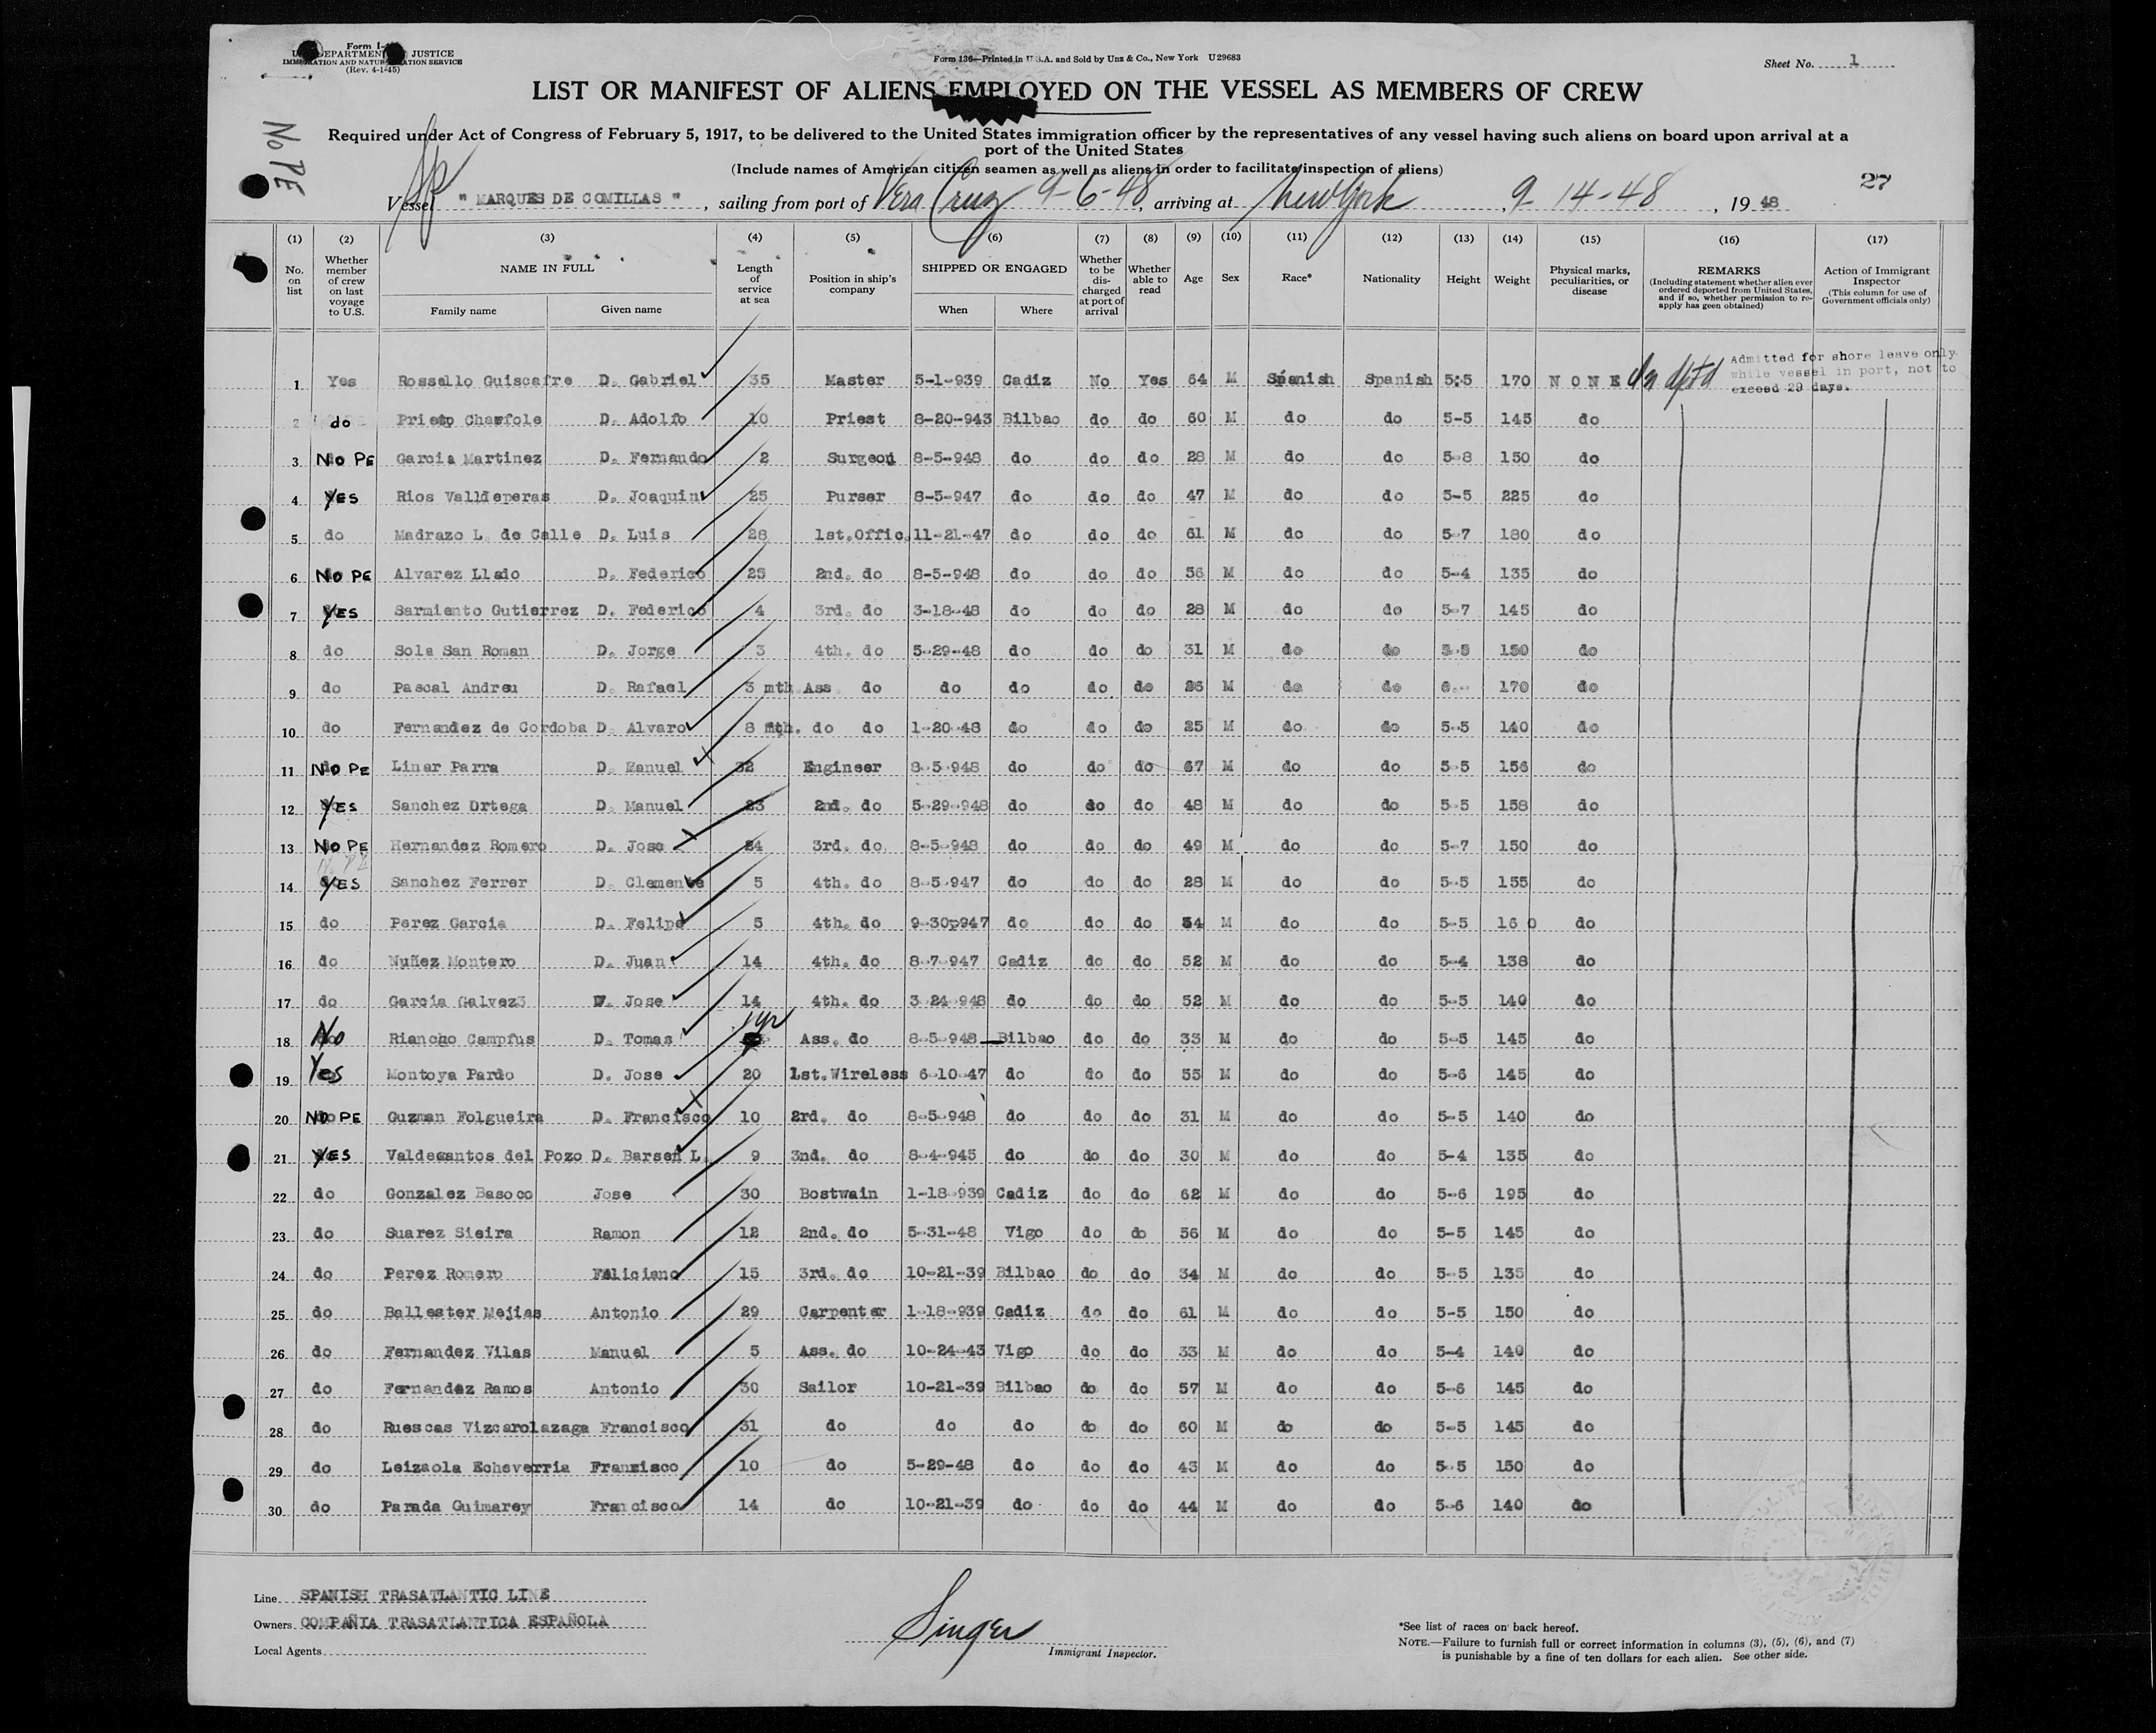 Form I-
U. DEPARTMENT JUSTICE
IMMIGRATION AND NATURALIZATION SERVICE
(Rev. 4-1-45)
Form 136—Printed in U.S.A. and Sold by Unz & Co., New York U29683
Sheet No. 1
LIST OR MANIFEST OF ALIENS EMPLOYED ON THE VESSEL AS MEMBERS OF CREW
No PE
Required under Act of Congress of February 5, 1917, to be delivered to the United States immigration officer by the representatives of any vessel having such aliens on board upon arrival at a
port of the United States
(Include names of American citizen seamen as well as aliens in order to facilitate inspection of aliens)
27
Sp
Vessel " MARQUES DE COMILLAS ", sailing from port of Vera Cruz 9-6-48, arriving at New York, 9-14-48, 19 48
(1) No. on list
(2) Whether member of crew on last voyage to U.S.
(3) NAME IN FULL
Family name Given name
(4) Length of service at sea
(5) Position in ship's company
(6) SHIPPED OR ENGAGED
When Where
(7) Whether to be discharged at port of arrival
(8) Whether able to read
(9) Age
(10) Sex
(11) Race*
(12) Nationality
(13) Height
(14) Weight
(15) Physical marks, peculiarities, or disease
(16) REMARKS
(Including statement whether alien ever ordered deported from United States, and if so, whether permission to reapply has geen obtained)
(17) Action of Immigrant Inspector
(This column for use of Government officials only)
Admitted for shore leave only
while vessel in port, not to
exceed 29 days.
1 Yes Rossello Guiscafre D. Gabriel 35 Master 5-1-939 Cadiz No Yes 64 M Spanish Spanish 5:5 170 NONE
2 do Prieto Chamfole D. Adolfo 10 Priest 8-20-943 Bilbao do do 60 M do do 5-5 145 do
3 No PE Garcia Martinez D. Fernando 2 Surgeon 8-5-948 do do do 28 M do do 5-8 150 do
4 YES Rios Valldeperas D. Joaquin 25 Purser 8-5-947 do do do 47 M do do 5-5 225 do
5 do Madrazo L. de Calle D. Luis 28 1st.Offic. 11-21-47 do do do 61 M do do 5-7 180 do
6 NO PE Alvarez Llado D. Federico 25 2nd. do 8-5-948 do do do 56 M do do 5-4 135 do
7 YES Sarmiento Gutierrez D. Federico 4 3rd. do 3-18-48 do do do 28 M do do 5-7 145 do
8 do Sola San Roman D. Jorge 3 4th. do 5-29-48 do do do 31 M do do 5-5 150 do
9 do Pascal Andreu D. Rafael 3 mth Ass do do do do do 26 M do do 6-- 170 do
10 do Fernandez de Cordoba D. Alvaro 8 mth. do do 1-20-48 do do do 25 M do do 5-5 140 do
11 NO PE Linar Parra D. Manuel 32 Engineer 8-5-948 do do do 67 M do do 5-5 156 do
12 YES Sanchez Ortega D. Manuel 23 2nd. do 5-29-948 do do do 48 M do do 5-5 158 do
13 NO PE Hernandez Romero D. Jose 24 3rd. do 8-5-948 do do do 49 M do do 5-7 150 do
14 YES Sanchez Ferrer D. Clemente 5 4th. do 8-5-947 do do do 28 M do do 5-5 155 do
15 do Perez Garcia D. Felipe 5 4th. do 9-30p947 do do do 34 M do do 5-5 16 0 do
16 do Nuñez Montero D. Juan 14 4th. do 8-7-947 Cadiz do do 52 M do do 5-4 138 do
17 do Garcia Galvez D. Jose 14 4th. do 3-24-948 do do do 52 M do do 5-5 140 do
18 No Riancho Campfus D. Tomas 1 yr Ass. do 8-5-948 Bilbao do do 33 M do do 5-5 145 do
19 Yes Montoya Pardo D. Jose 20 1st.Wireless 6-10-47 do do do 55 M do do 5-6 145 do
20 NO PE Guzman Folgueira D. Francisco 10 2rd. do 8-5-948 do do do 31 M do do 5-5 140 do
21 YES Valdesantos del Pozo D. Barsen L. 9 3nd. do 8-4-945 do do do 30 M do do 5-4 135 do
22 do Gonzalez Basoco Jose 30 Bostwain 1-18-939 Cadiz do do 62 M do do 5-6 195 do
23 do Suarez Sieira Ramon 12 2nd. do 5-31-48 Vigo do do 56 M do do 5-5 145 do
24 do Perez Romero Feliciano 15 3rd. do 10-21-39 Bilbao do do 34 M do do 5-5 135 do
25 do Ballester Mejias Antonio 29 Carpenter 1-18-939 Cadiz do do 61 M do do 5-5 150 do
26 do Fernandez Vilas Manuel 5 Ass. do 10-24-43 Vigo do do 33 M do do 5-4 140 do
27 do Fernandez Ramos Antonio 30 Sailor 10-21-39 Bilbao do do 57 M do do 5-6 145 do
28 do Ruescas Vizcarolazaga Francisco 31 do do do do do 60 M do do 5-5 145 do
29 do Leizaola Echeverria Franzisco 10 do 5-29-48 do do do 43 M do do 5-5 150 do
30 do Parada Guimarey Francisco 14 do 10-21-39 do do do 44 M do do 5-6 140 do
Line SPANISH TRASATLANTIC LINE
Owners COMPAÑIA TRASATLANTICA ESPAÑOLA
Local Agents
Singer
Immigrant Inspector.
*See list of races on back hereof.
NOTE.—Failure to furnish full or correct information in columns (3), (5), (6), and (7)
is punishable by a fine of ten dollars for each alien. See other side.